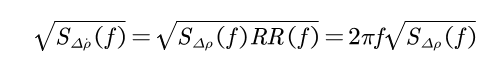 √S_{Δρ̇}(f) = √S_{Δρ}(f) RR(f) = 2πf√S_{Δρ}(f)